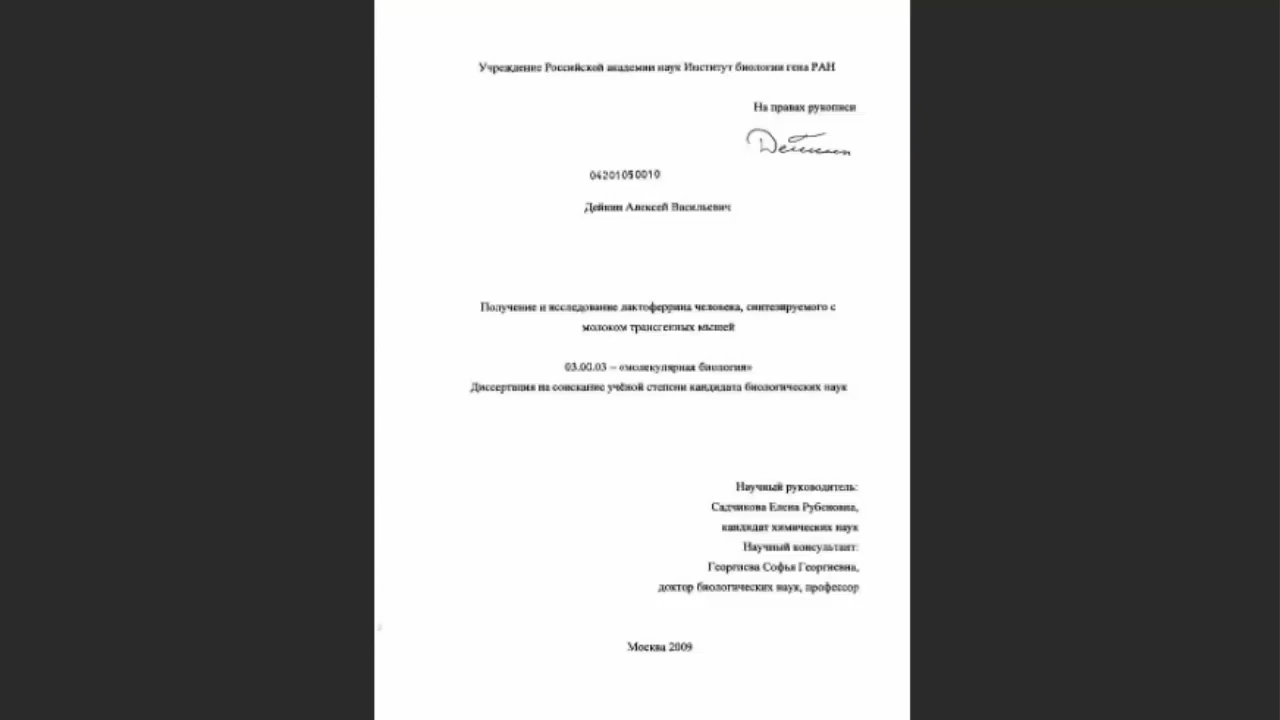 Учреждение Российской академии наук Институт биологии гена РАН
На правах рукописи
04201050010
Дейкин Алексей Васильевич
Получение и исследование лактоферрина человека, синтезируемого с
молоком трансгенных мышей
03.00.03 – «молекулярная биология»
Диссертация на соискание учёной степени кандидата биологических наук
Научный руководитель:
Садчикова Елена Рубеновна,
кандидат химических наук
Научный консультант:
Георгиева Софья Георгиевна,
доктор биологических наук, профессор
Москва 2009